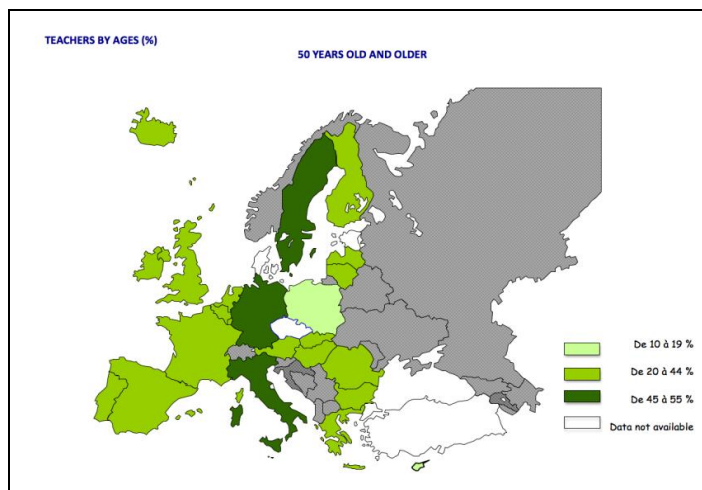 TEACHERS BY AGES (%)
50 YEARS OLD AND OLDER
De 10 à 19 %
De 20 à 44 %
De 45 à 55 %
Data not available